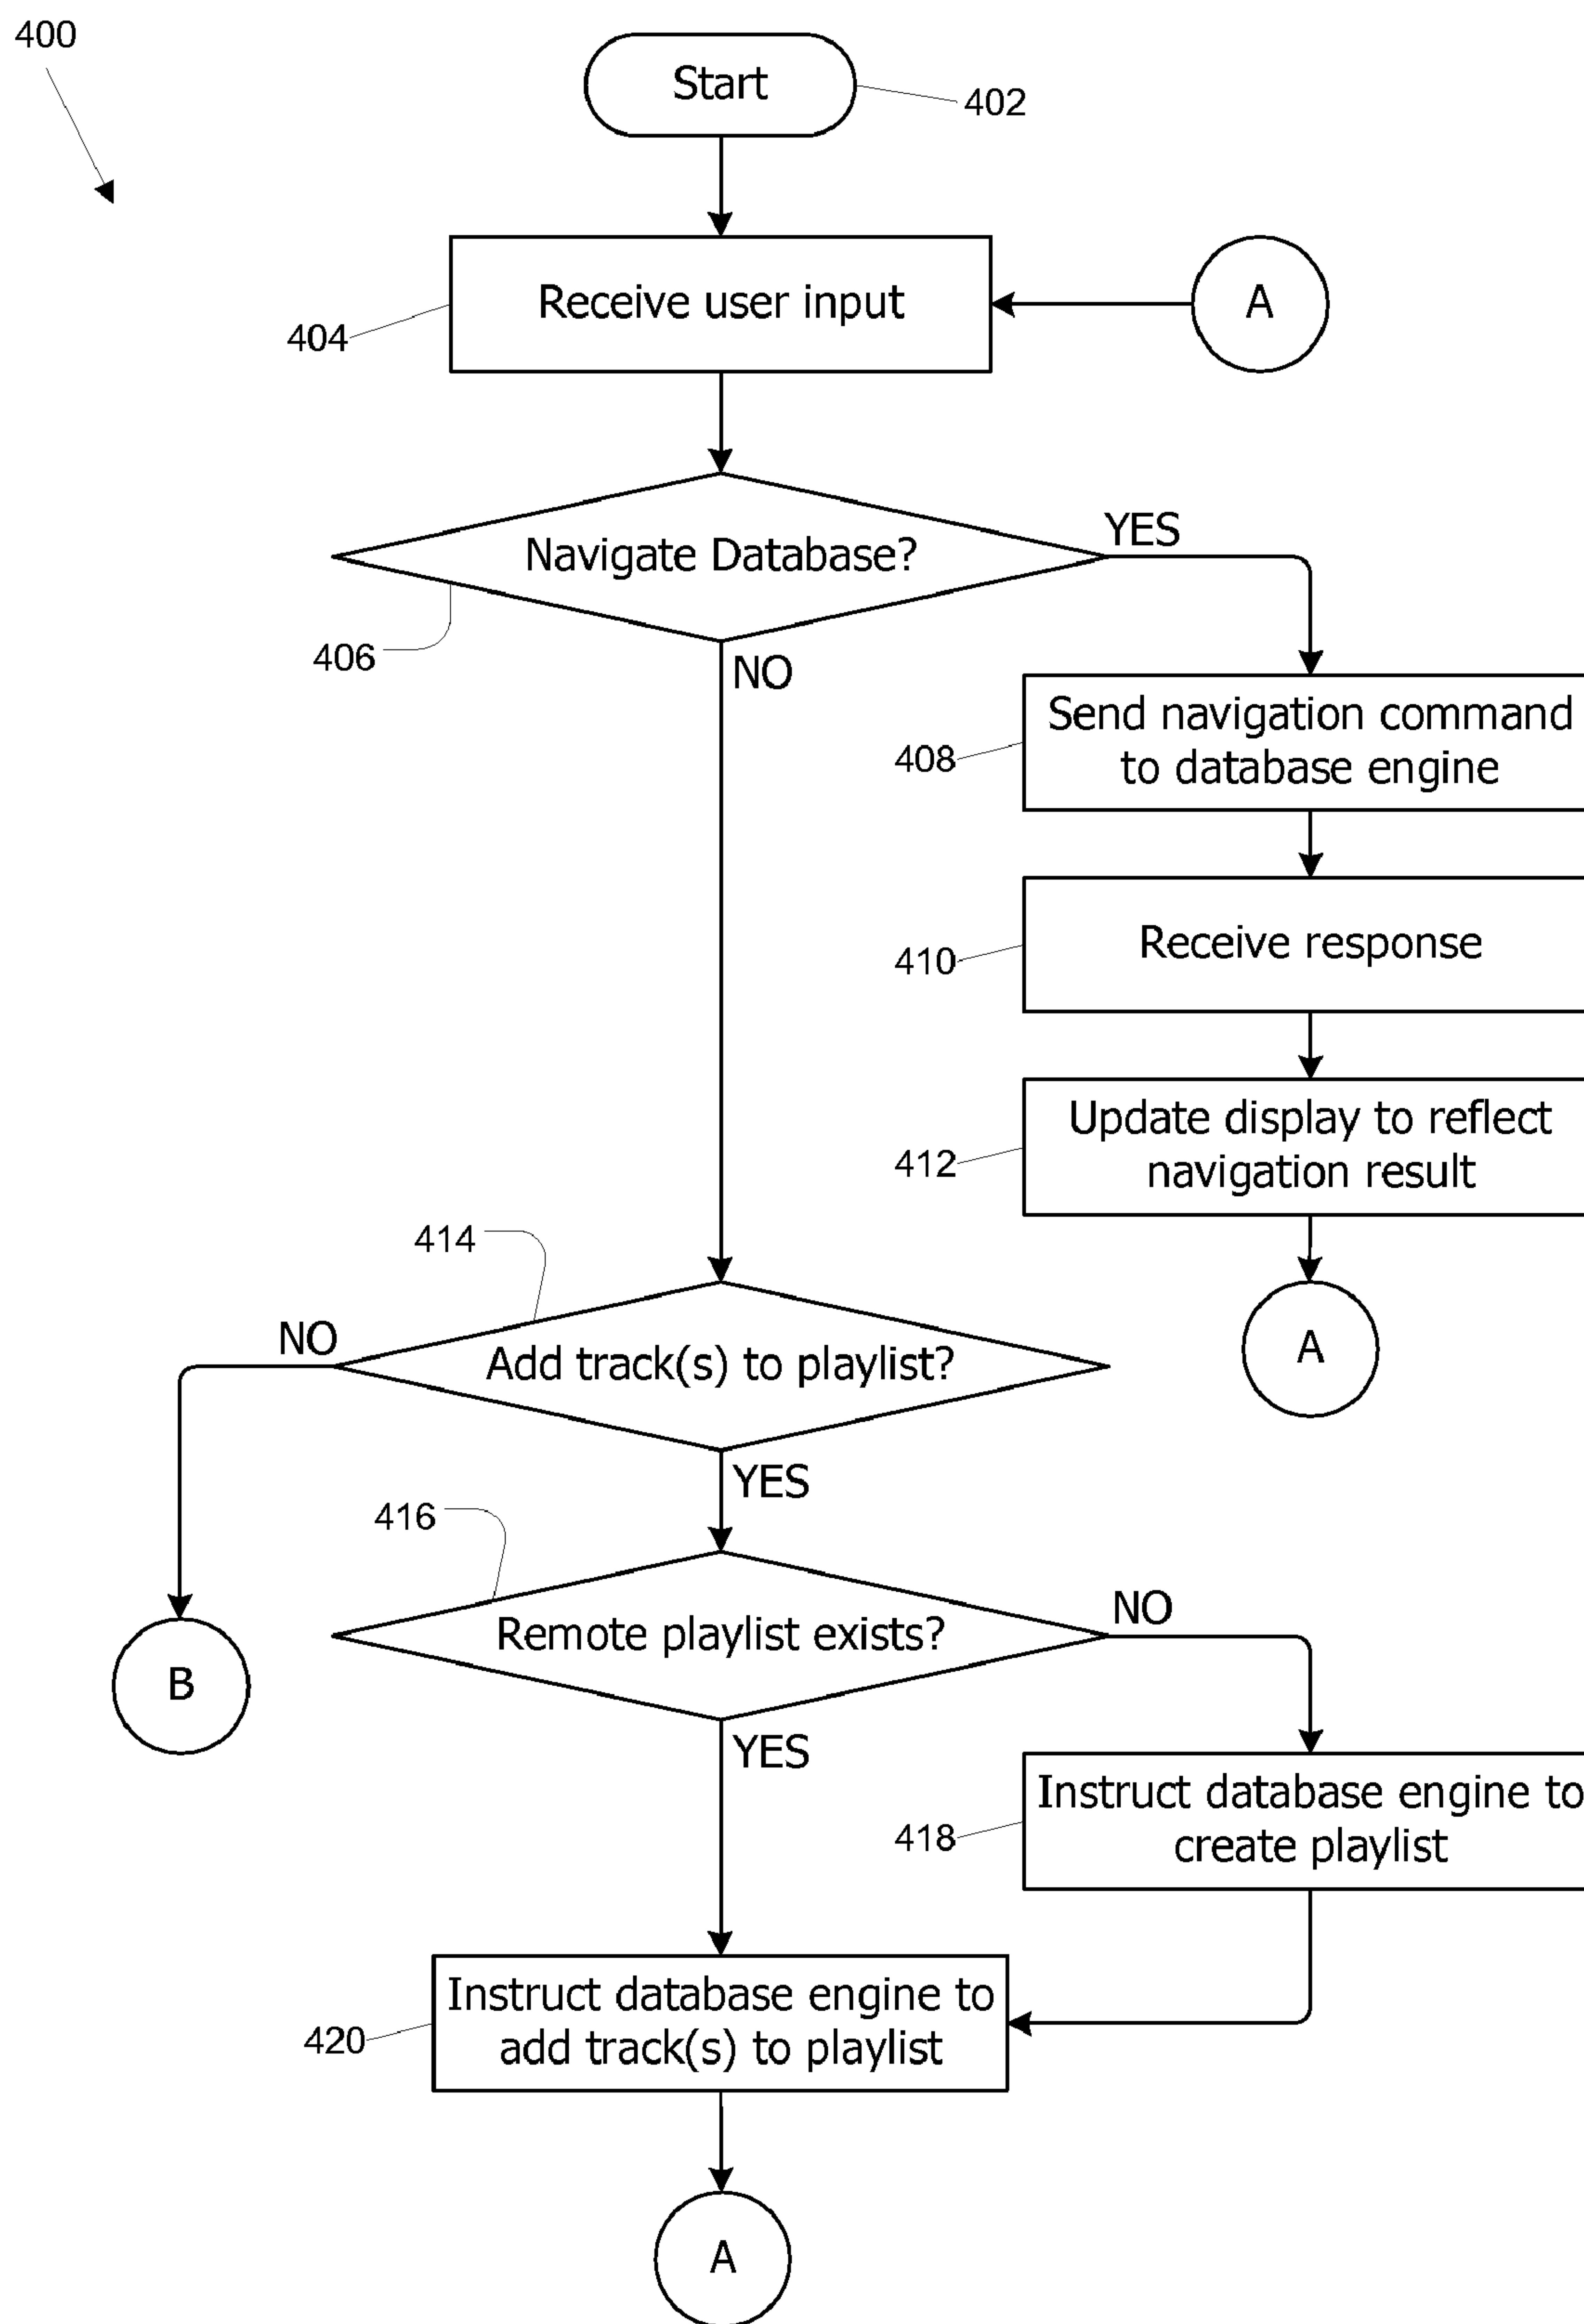 400
Start
402
Receive user input
A
404
Navigate Database?
YES
406
NO
Send navigation command
to database engine
408
Receive response
410
Update display to reflect
navigation result
412
414
NO
Add track(s) to playlist?
A
YES
416
Remote playlist exists?
NO
B
YES
Instruct database engine to
create playlist
418
Instruct database engine to
add track(s) to playlist
420
A